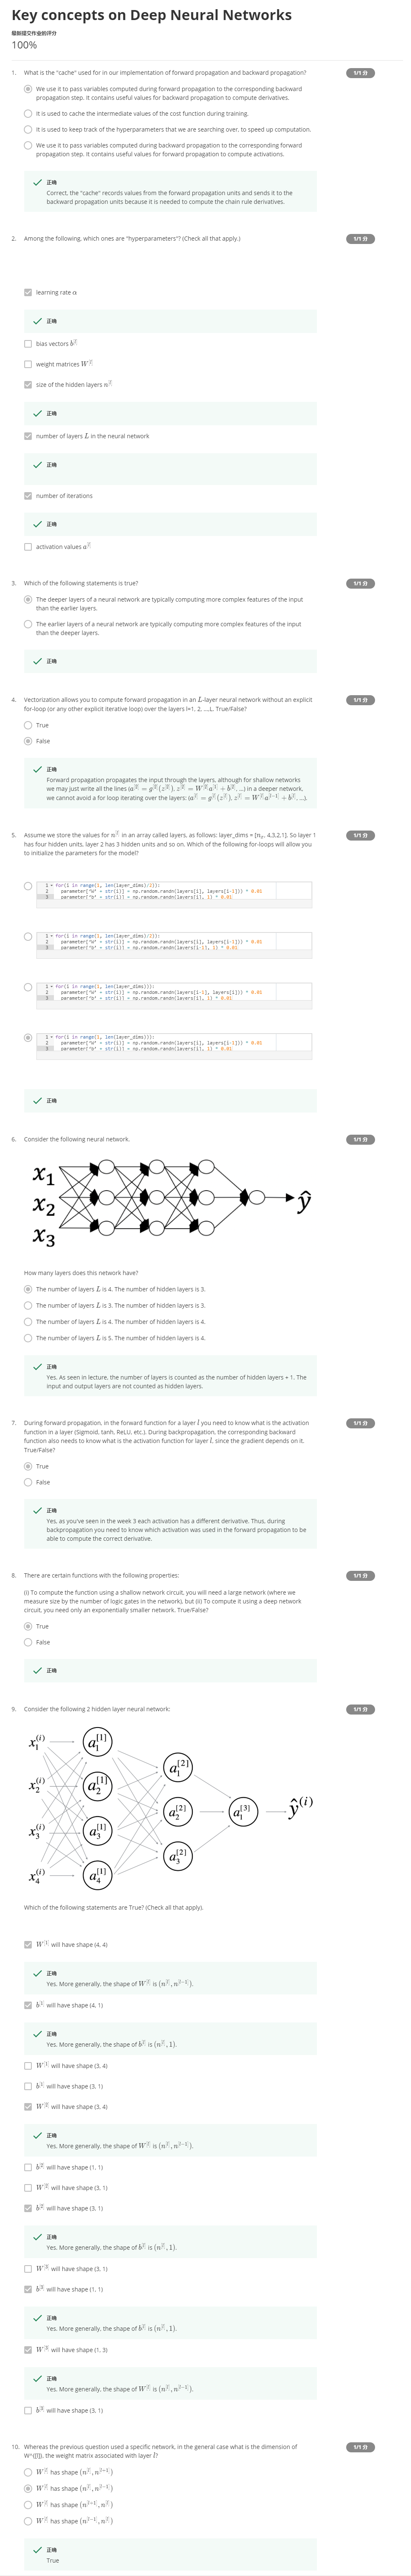 Key concepts on Deep Neural Networks
最新提交作业的评分
100%
1. What is the "cache" used for in our implementation of forward propagation and backward propagation?
1/1 分
We use it to pass variables computed during forward propagation to the corresponding backward
propagation step. It contains useful values for backward propagation to compute derivatives.
It is used to cache the intermediate values of the cost function during training.
It is used to keep track of the hyperparameters that we are searching over, to speed up computation.
We use it to pass variables computed during backward propagation to the corresponding forward
propagation step. It contains useful values for forward propagation to compute activations.
正确
Correct, the "cache" records values from the forward propagation units and sends it to the
backward propagation units because it is needed to compute the chain rule derivatives.
2. Among the following, which ones are "hyperparameters"? (Check all that apply.)
1/1 分
learning rate α
正确
bias vectors b^[l]
weight matrices W^[l]
size of the hidden layers n^[l]
正确
number of layers L in the neural network
正确
number of iterations
正确
activation values a^[l]
3. Which of the following statements is true?
1/1 分
The deeper layers of a neural network are typically computing more complex features of the input
than the earlier layers.
The earlier layers of a neural network are typically computing more complex features of the input
than the deeper layers.
正确
4. Vectorization allows you to compute forward propagation in an L-layer neural network without an explicit
for-loop (or any other explicit iterative loop) over the layers l=1, 2, ...,L. True/False?
1/1 分
True
False
正确
Forward propagation propagates the input through the layers, although for shallow networks
we may just write all the lines (a^[2] = g^[2](z^[2]), z^[2] = W^[2]a^[1] + b^[2], ...) in a deeper network,
we cannot avoid a for loop iterating over the layers: (a^[l] = g^[l](z^[l]), z^[l] = W^[l]a^[l−1] + b^[l], ...).
5. Assume we store the values for n^[l] in an array called layers, as follows: layer_dims = [n_x, 4,3,2,1]. So layer 1
has four hidden units, layer 2 has 3 hidden units and so on. Which of the following for-loops will allow you
to initialize the parameters for the model?
1/1 分
1 for(i in range(1, len(layer_dims)/2)):
2 parameter['W' + str(i)] = np.random.randn(layers[i], layers[i-1])) * 0.01
3 parameter['b' + str(i)] = np.random.randn(layers[i], 1) * 0.01
1 for(i in range(1, len(layer_dims)/2)):
2 parameter['W' + str(i)] = np.random.randn(layers[i], layers[i-1])) * 0.01
3 parameter['b' + str(i)] = np.random.randn(layers[i-1], 1) * 0.01
1 for(i in range(1, len(layer_dims))):
2 parameter['W' + str(i)] = np.random.randn(layers[i-1], layers[i])) * 0.01
3 parameter['b' + str(i)] = np.random.randn(layers[i], 1) * 0.01
1 for(i in range(1, len(layer_dims))):
2 parameter['W' + str(i)] = np.random.randn(layers[i], layers[i-1])) * 0.01
3 parameter['b' + str(i)] = np.random.randn(layers[i], 1) * 0.01
正确
6. Consider the following neural network.
1/1 分
x1
x2
x3
ŷ
How many layers does this network have?
The number of layers L is 4. The number of hidden layers is 3.
The number of layers L is 3. The number of hidden layers is 3.
The number of layers L is 4. The number of hidden layers is 4.
The number of layers L is 5. The number of hidden layers is 4.
正确
Yes. As seen in lecture, the number of layers is counted as the number of hidden layers + 1. The
input and output layers are not counted as hidden layers.
7. During forward propagation, in the forward function for a layer l you need to know what is the activation
function in a layer (Sigmoid, tanh, ReLU, etc.). During backpropagation, the corresponding backward
function also needs to know what is the activation function for layer l, since the gradient depends on it.
True/False?
1/1 分
True
False
正确
Yes, as you've seen in the week 3 each activation has a different derivative. Thus, during
backpropagation you need to know which activation was used in the forward propagation to be
able to compute the correct derivative.
8. There are certain functions with the following properties:
1/1 分
(i) To compute the function using a shallow network circuit, you will need a large network (where we
measure size by the number of logic gates in the network), but (ii) To compute it using a deep network
circuit, you need only an exponentially smaller network. True/False?
True
False
正确
9. Consider the following 2 hidden layer neural network:
1/1 分
x1^(i)
x2^(i)
x3^(i)
x4^(i)
a1^[1]
a2^[1]
a3^[1]
a4^[1]
a1^[2]
a2^[2]
a3^[2]
a1^[3]
ŷ^(i)
Which of the following statements are True? (Check all that apply).
W^[1] will have shape (4, 4)
正确
Yes. More generally, the shape of W^[l] is (n^[l], n^[l−1]).
b^[1] will have shape (4, 1)
正确
Yes. More generally, the shape of b^[l] is (n^[l], 1).
W^[1] will have shape (3, 4)
b^[1] will have shape (3, 1)
W^[2] will have shape (3, 4)
正确
Yes. More generally, the shape of W^[l] is (n^[l], n^[l−1]).
b^[2] will have shape (1, 1)
W^[2] will have shape (3, 1)
b^[2] will have shape (3, 1)
正确
Yes. More generally, the shape of b^[l] is (n^[l], 1).
W^[3] will have shape (3, 1)
b^[3] will have shape (1, 1)
正确
Yes. More generally, the shape of b^[l] is (n^[l], 1).
W^[3] will have shape (1, 3)
正确
Yes. More generally, the shape of W^[l] is (n^[l], n^[l−1]).
b^[3] will have shape (3, 1)
10. Whereas the previous question used a specific network, in the general case what is the dimension of
W^{[l]}, the weight matrix associated with layer l?
1/1 分
W^[l] has shape (n^[l], n^[l+1])
W^[l] has shape (n^[l], n^[l−1])
W^[l] has shape (n^[l+1], n^[l])
W^[l] has shape (n^[l−1], n^[l])
正确
True